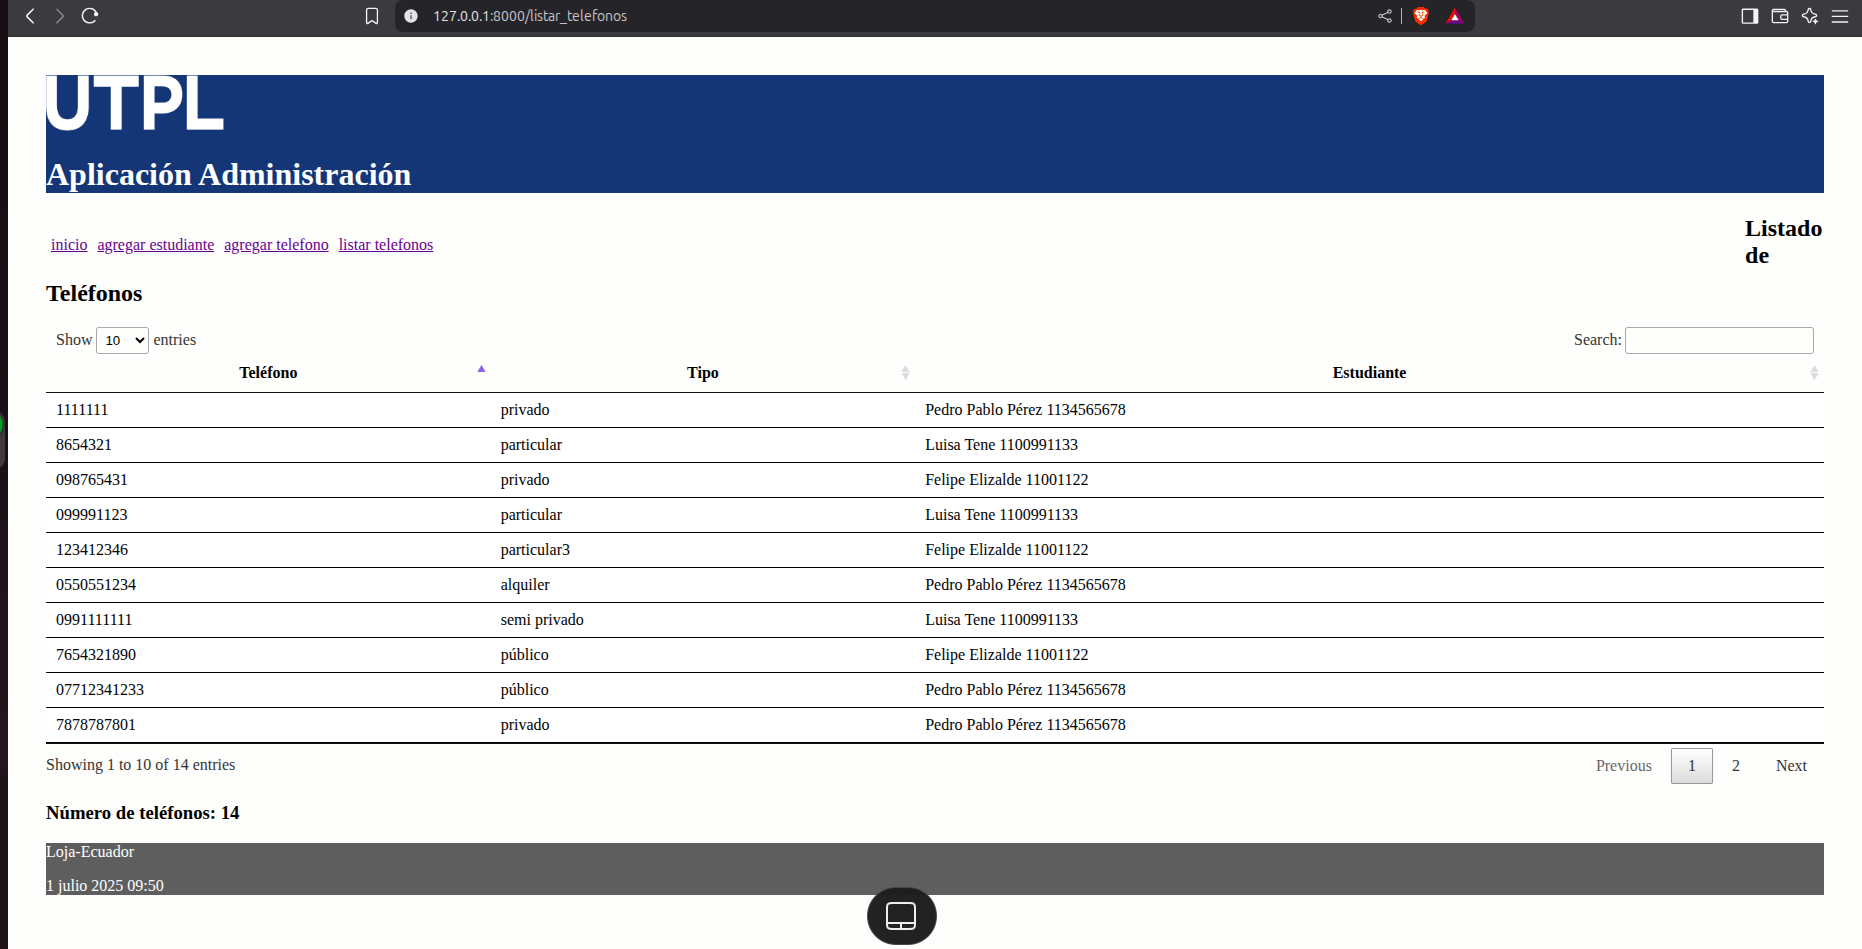 127.0.0.1:8000/listar_telefonos
UTPL
Aplicación Administración
inicio agregar estudiante agregar telefono listar telefonos
Listado
de
Teléfonos
Show 10 entries Search:
Teléfono Tipo Estudiante
1111111 privado Pedro Pablo Pérez 1134565678
8654321 particular Luisa Tene 1100991133
098765431 privado Felipe Elizalde 11001122
099991123 particular Luisa Tene 1100991133
123412346 particular3 Felipe Elizalde 11001122
0550551234 alquiler Pedro Pablo Pérez 1134565678
0991111111 semi privado Luisa Tene 1100991133
7654321890 público Felipe Elizalde 11001122
07712341233 público Pedro Pablo Pérez 1134565678
7878787801 privado Pedro Pablo Pérez 1134565678
Showing 1 to 10 of 14 entries Previous 1 2 Next
Número de teléfonos: 14
Loja-Ecuador
1 julio 2025 09:50